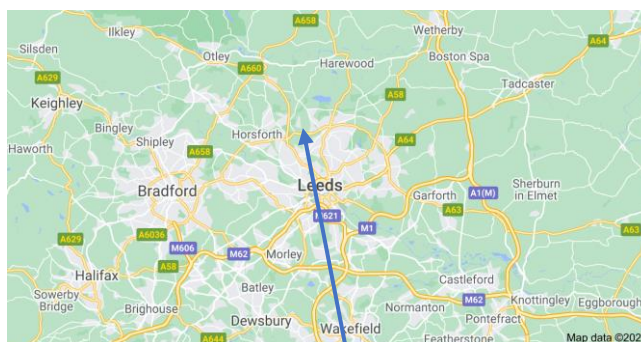 A658
Ilkley
Wetherby
Silsden
A64
Otley
Boston Spa
Harewood
A660
A629
Tadcaster
A58
Keighley
Bingley
Horsforth
Shipley
A64
Haworth
A658
Leeds
Bradford
Garforth
A1(M)
Sherburn
in Elmet
A63
M621
M1
A63
A6036
A629
M606
M62
Morley
A58
Halifax
Castleford
Batley
Sowerby
Bridge
M62
Knottingley
Eggborough
Brighouse
Normanton
Dewsbury
Pontefract
Wakefield
A644
Featherstone
Map data ©202